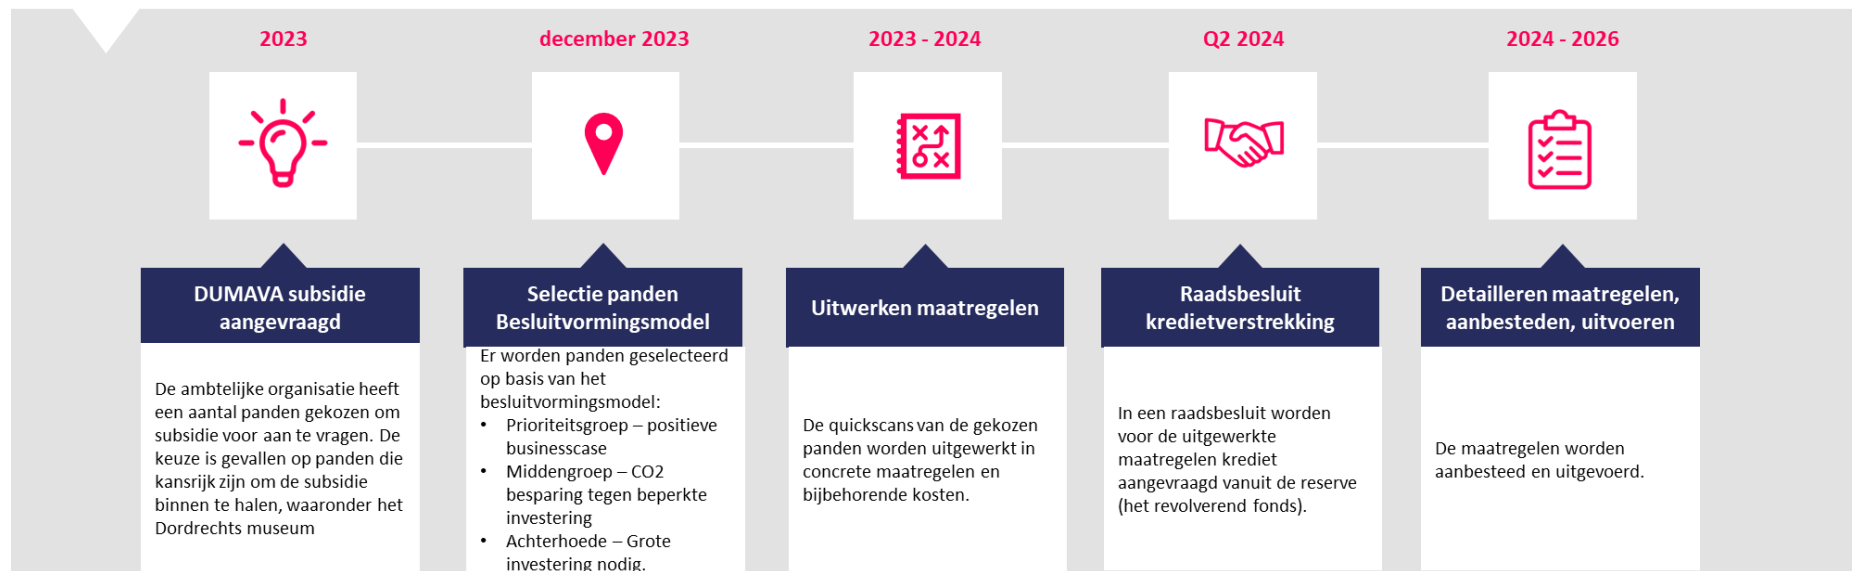 2023
december 2023
2023 - 2024
Q2 2024
2024 - 2026
DUMAVA subsidie
aangevraagd
De ambtelijke organisatie heeft
een aantal panden gekozen om
subsidie voor aan te vragen. De
keuze is gevallen op panden die
kansrijk zijn om de subsidie
binnen te halen, waaronder het
Dordrechts museum
Selectie panden
Besluitvormingsmodel
Er worden panden geselecteerd
op basis van het
besluitvormingsmodel:
• Prioriteitsgroep – positieve
businesscase
• Middengroep – CO2
besparing tegen beperkte
investering
• Achterhoede – Grote
investering nodig.
Uitwerken maatregelen
De quickscans van de gekozen
panden worden uitgewerkt in
concrete maatregelen en
bijbehorende kosten.
Raadsbesluit
kredietverstrekking
In een raadsbesluit worden
voor de uitgewerkte
maatregelen krediet
aangevraagd vanuit de reserve
(het revolverend fonds).
Detailleren maatregelen,
aanbesteden, uitvoeren
De maatregelen worden
aanbesteed en uitgevoerd.